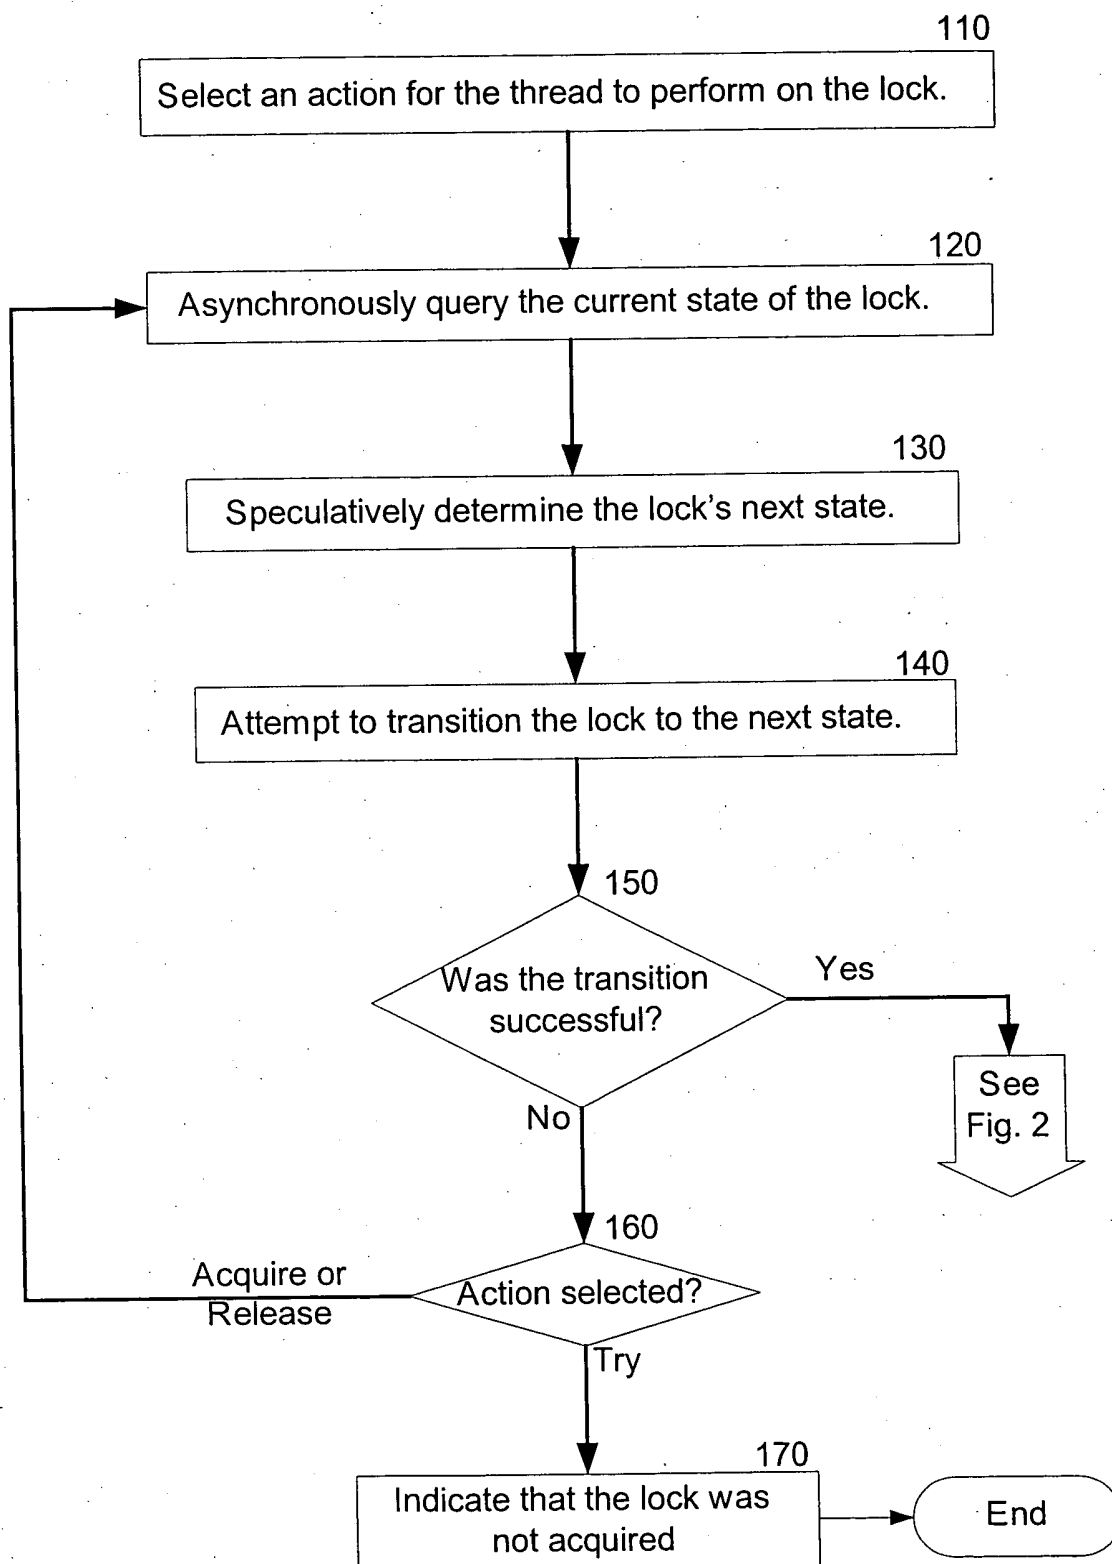 110
Select an action for the thread to perform on the lock.
120
Asynchronously query the current state of the lock.
130
Speculatively determine the lock's next state.
140
Attempt to transition the lock to the next state.
150
Was the transition
successful?
Yes
See
Fig. 2
No
160
Action selected?
Acquire or
Release
Try
170
Indicate that the lock was
not acquired
End